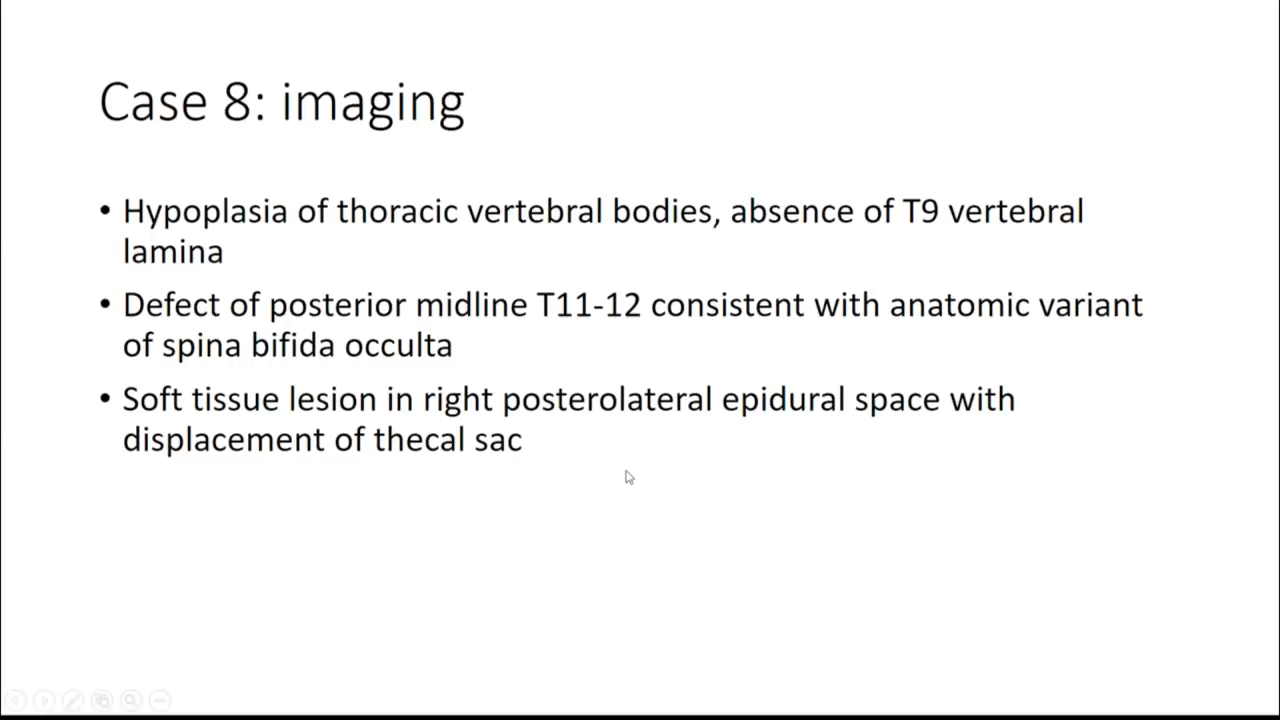 Case 8: imaging
• Hypoplasia of thoracic vertebral bodies, absence of T9 vertebral
lamina
• Defect of posterior midline T11-12 consistent with anatomic variant
of spina bifida occulta
• Soft tissue lesion in right posterolateral epidural space with
displacement of thecal sac